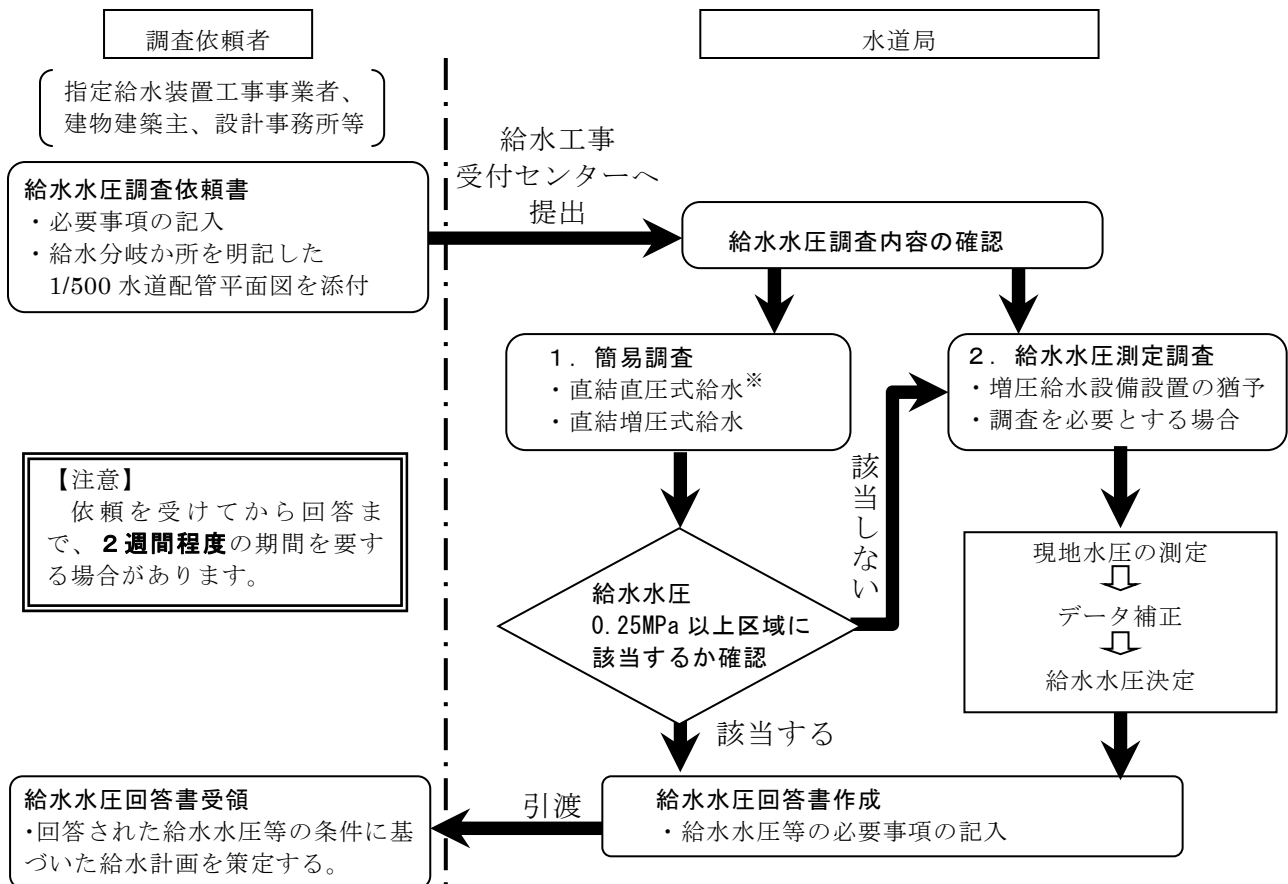 調査依頼者
水道局
指定給水装置工事事業者、
建物建築主、設計事務所等
給水工事
受付センターへ
提出
給水水圧調査依頼書
・必要事項の記入
・給水分岐か所を明記した
1/500 水道配管平面図を添付
給水水圧調査内容の確認
1．簡易調査
・直結直圧式給水※
・直結増圧式給水
2．給水水圧測定調査
・増圧給水設備設置の猶予
・調査を必要とする場合
該当しない
【注意】
依頼を受けてから回答ま
で、２週間程度の期間を要す
る場合があります。
給水水圧
0.25MPa 以上区域に
該当するか確認
現地水圧の測定
データ補正
給水水圧決定
該当する
給水水圧回答書作成
・給水水圧等の必要事項の記入
引渡
給水水圧回答書受領
・回答された給水水圧等の条件に基
づいた給水計画を策定する。